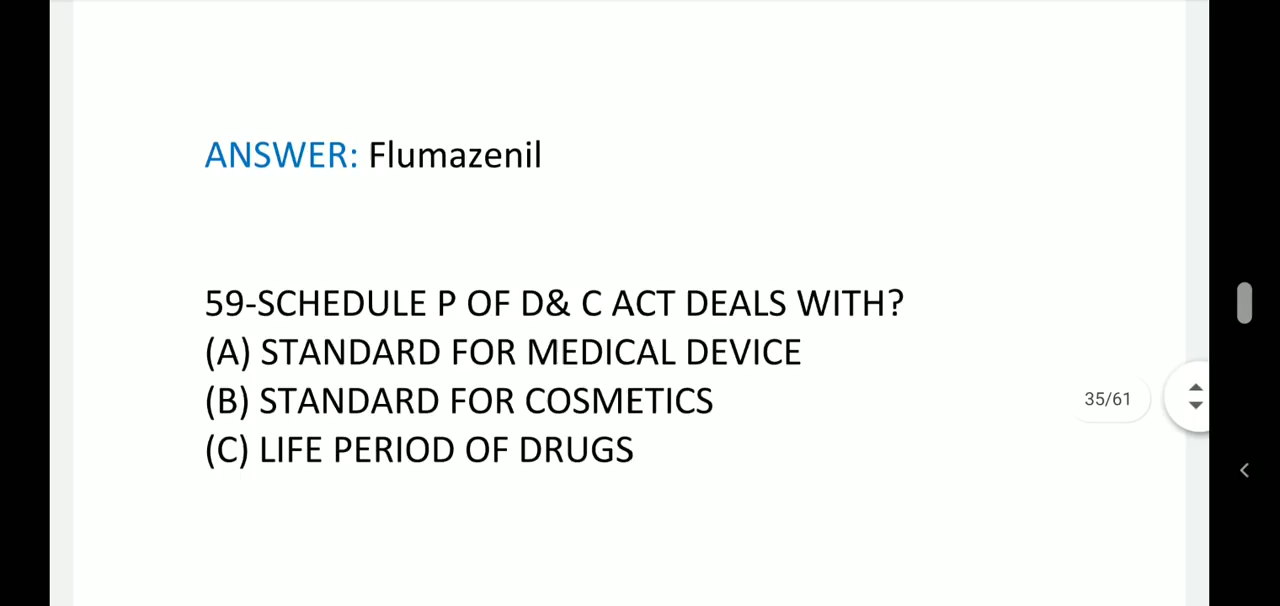 ANSWER: Flumazenil
59-SCHEDULE P OF D& C ACT DEALS WITH?
(A) STANDARD FOR MEDICAL DEVICE
(B) STANDARD FOR COSMETICS
35/61
(C) LIFE PERIOD OF DRUGS